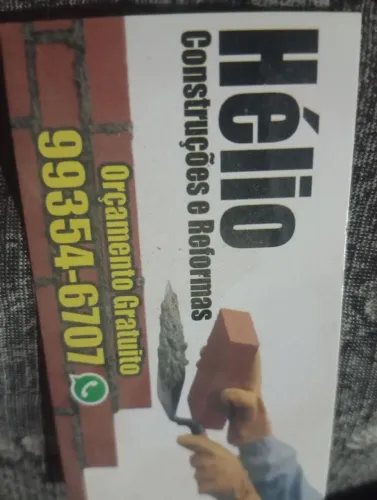 Hélio
Construções e Reformas
Orçamento Gratuito
99354-6707